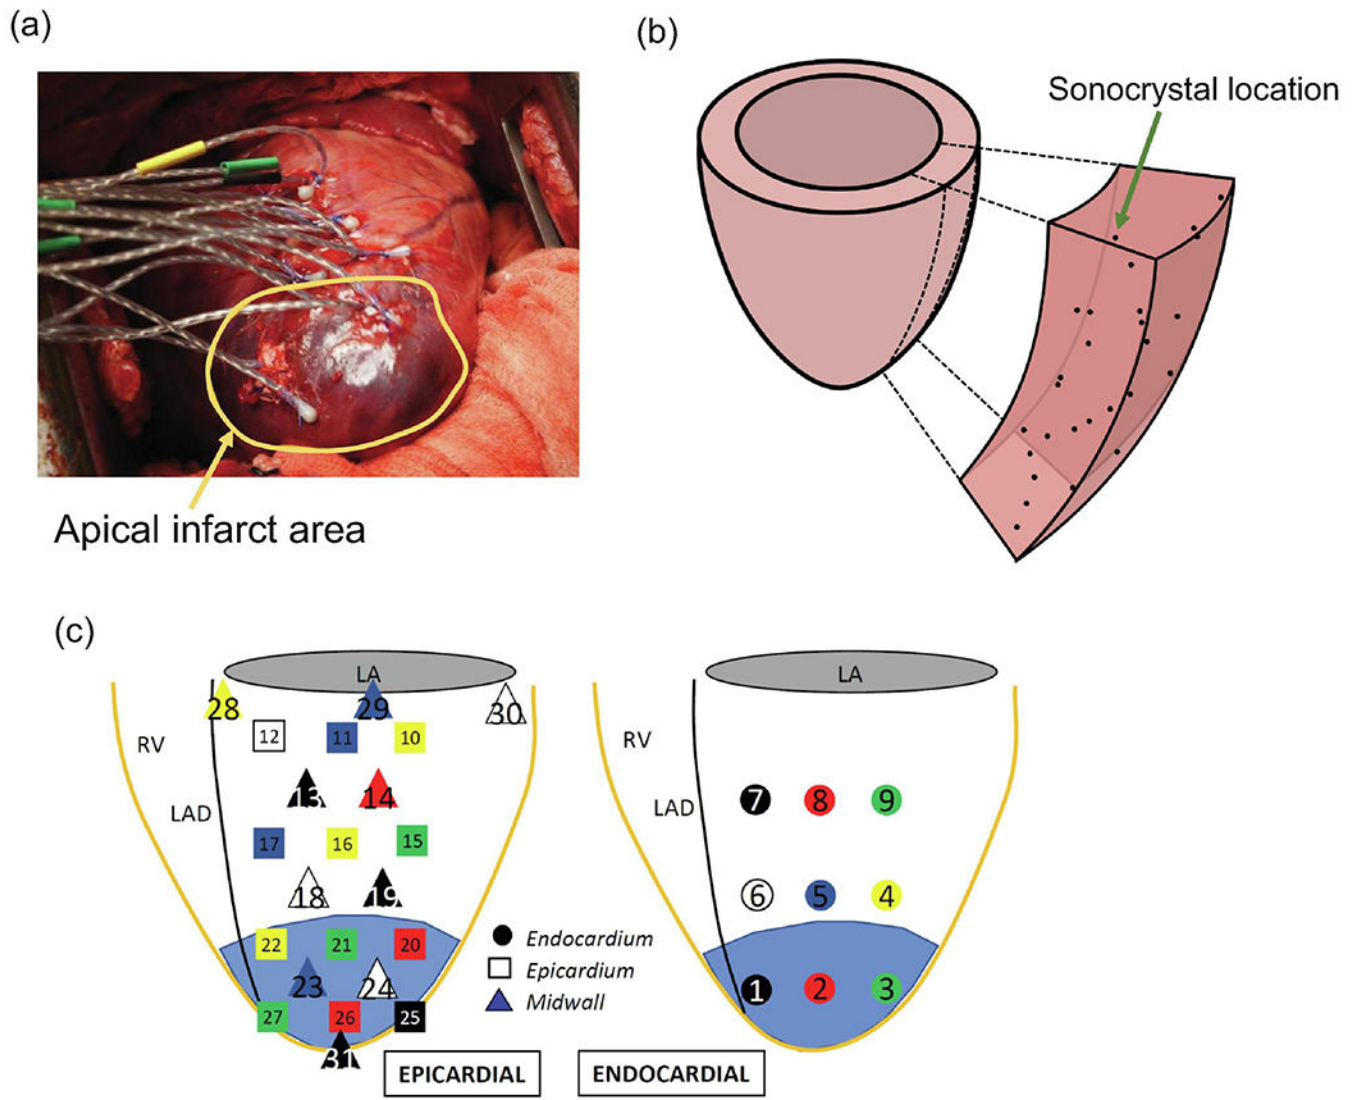 (a)
(b)
Sonocrystal location
Apical infarct area
(c)
LA
28
29
30
12
11
10
RV
13
14
LAD
17
16
15
18
19
22
21
20
23
24
27
26
25
31
Endocardium
Epicardium
Midwall
EPICARDIAL
LA
RV
7
8
9
LAD
6
5
4
1
2
3
ENDOCARDIAL